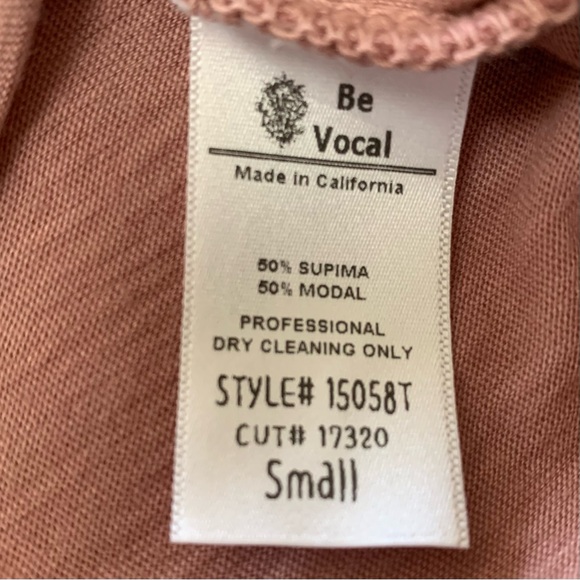 Be
Vocal
Made in California
50% SUPIMA
50% MODAL
PROFESSIONAL
DRY CLEANING ONLY
STYLE# 15058T
CUT# 17320
Small